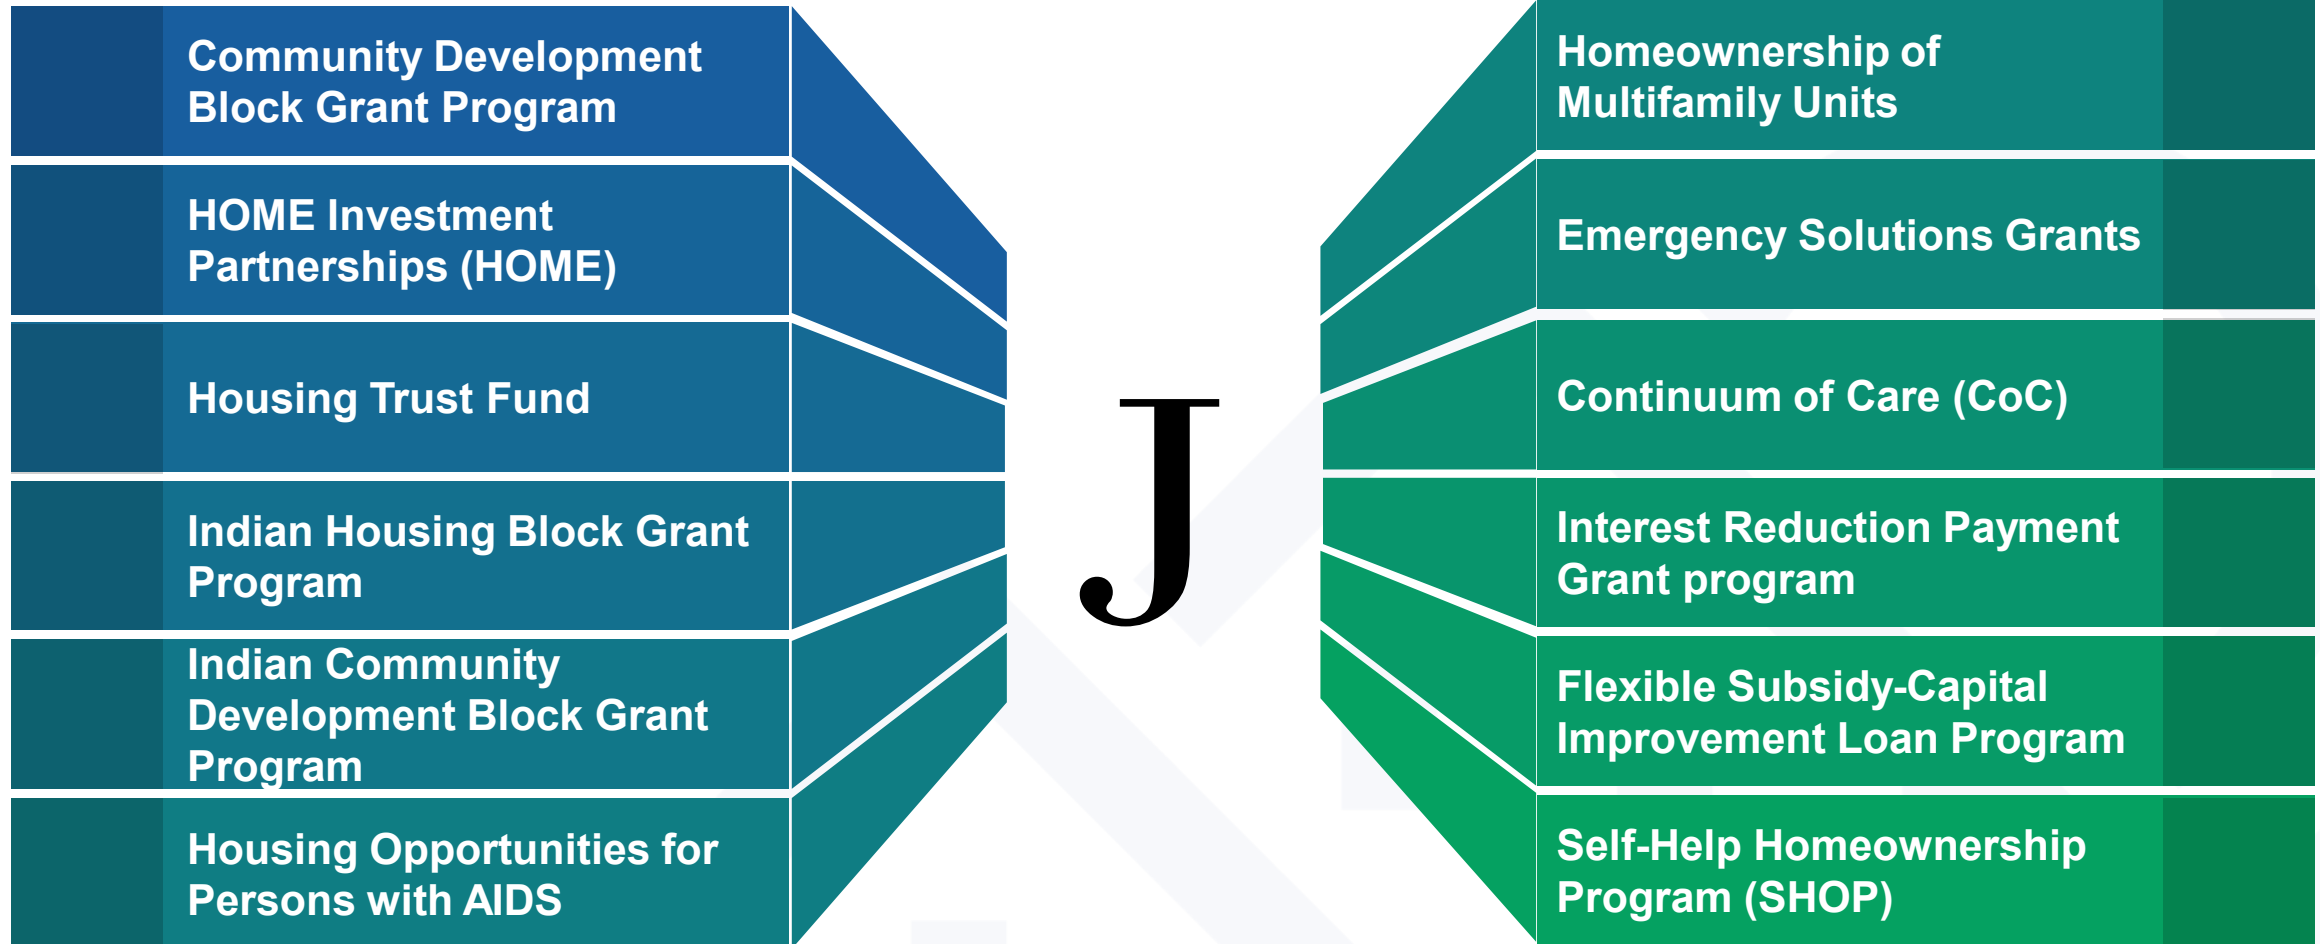 Community Development
Block Grant Program
HOME Investment
Partnerships (HOME)
Housing Trust Fund
Indian Housing Block Grant
Program
Indian Community
Development Block Grant
Program
Housing Opportunities for
Persons with AIDS
J
Homeownership of
Multifamily Units
Emergency Solutions Grants
Continuum of Care (CoC)
Interest Reduction Payment
Grant program
Flexible Subsidy-Capital
Improvement Loan Program
Self-Help Homeownership
Program (SHOP)